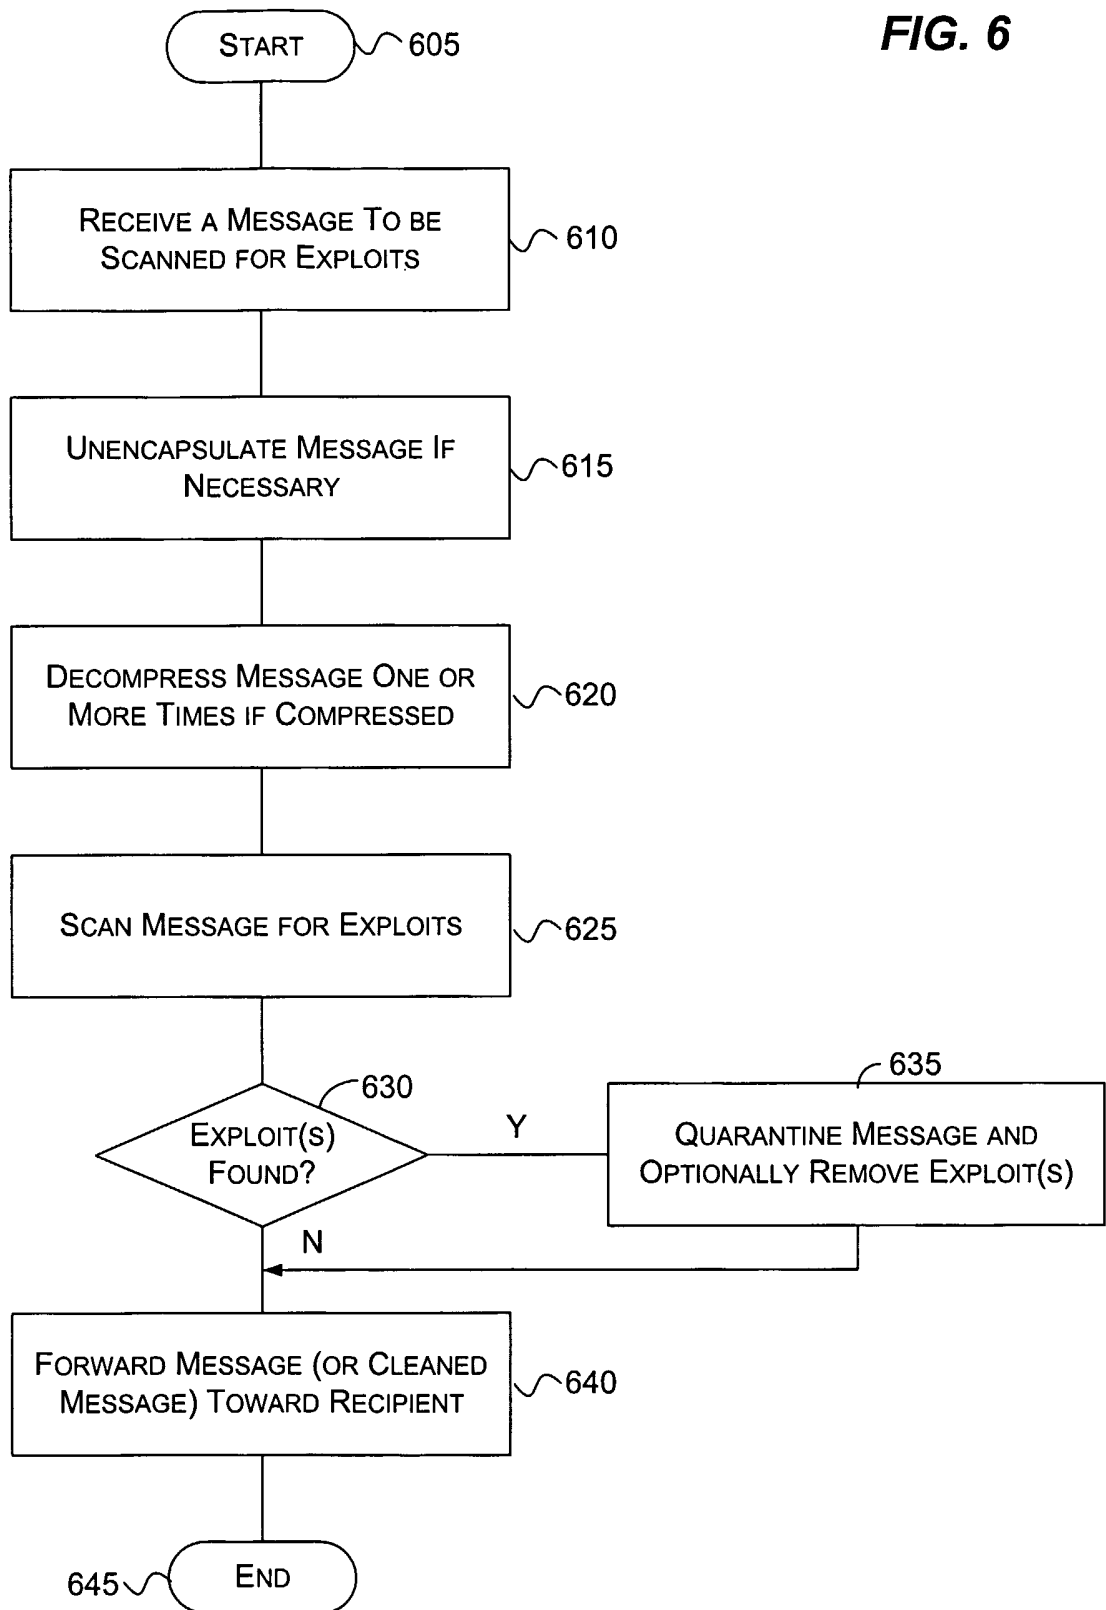 FIG. 6
START
605
RECEIVE A MESSAGE TO BE
SCANNED FOR EXPLOITS
610
UNENCAPSULATE MESSAGE IF
NECESSARY
615
DECOMPRESS MESSAGE ONE OR
MORE TIMES IF COMPRESSED
620
SCAN MESSAGE FOR EXPLOITS
625
630
EXPLOIT(S)
FOUND?
Y
635
QUARANTINE MESSAGE AND
OPTIONALLY REMOVE EXPLOIT(S)
N
FORWARD MESSAGE (OR CLEANED
MESSAGE) TOWARD RECIPIENT
640
END
645